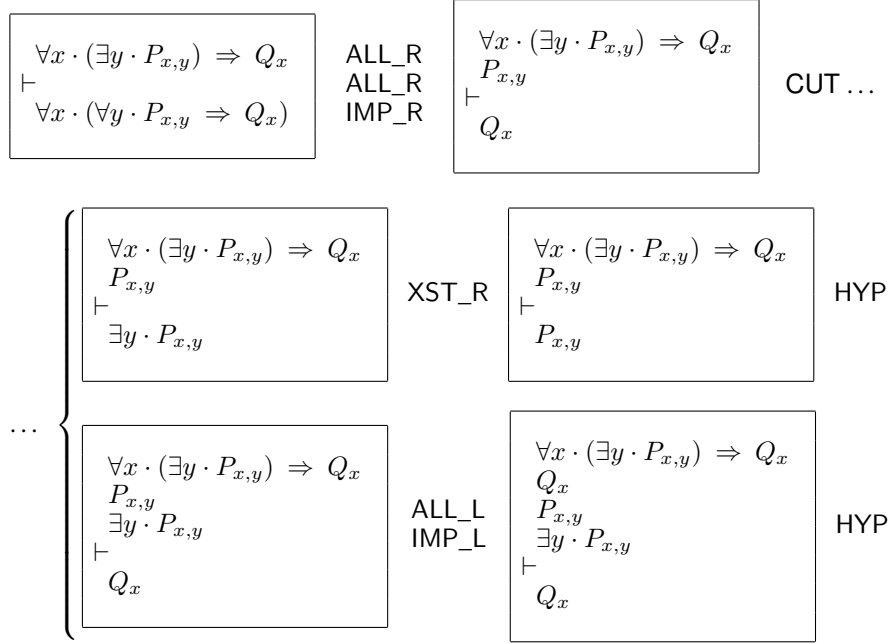 ∀x · (∃y · P_{x,y}) ⇒ Q_x
⊢
∀x · (∀y · P_{x,y} ⇒ Q_x)
ALL_R
ALL_R
IMP_R
∀x · (∃y · P_{x,y}) ⇒ Q_x
P_{x,y}
⊢
Q_x
CUT ...
...
∀x · (∃y · P_{x,y}) ⇒ Q_x
P_{x,y}
⊢
∃y · P_{x,y}
XST_R
∀x · (∃y · P_{x,y}) ⇒ Q_x
P_{x,y}
⊢
P_{x,y}
HYP
∀x · (∃y · P_{x,y}) ⇒ Q_x
P_{x,y}
∃y · P_{x,y}
⊢
Q_x
ALL_L
IMP_L
∀x · (∃y · P_{x,y}) ⇒ Q_x
Q_x
P_{x,y}
∃y · P_{x,y}
⊢
Q_x
HYP